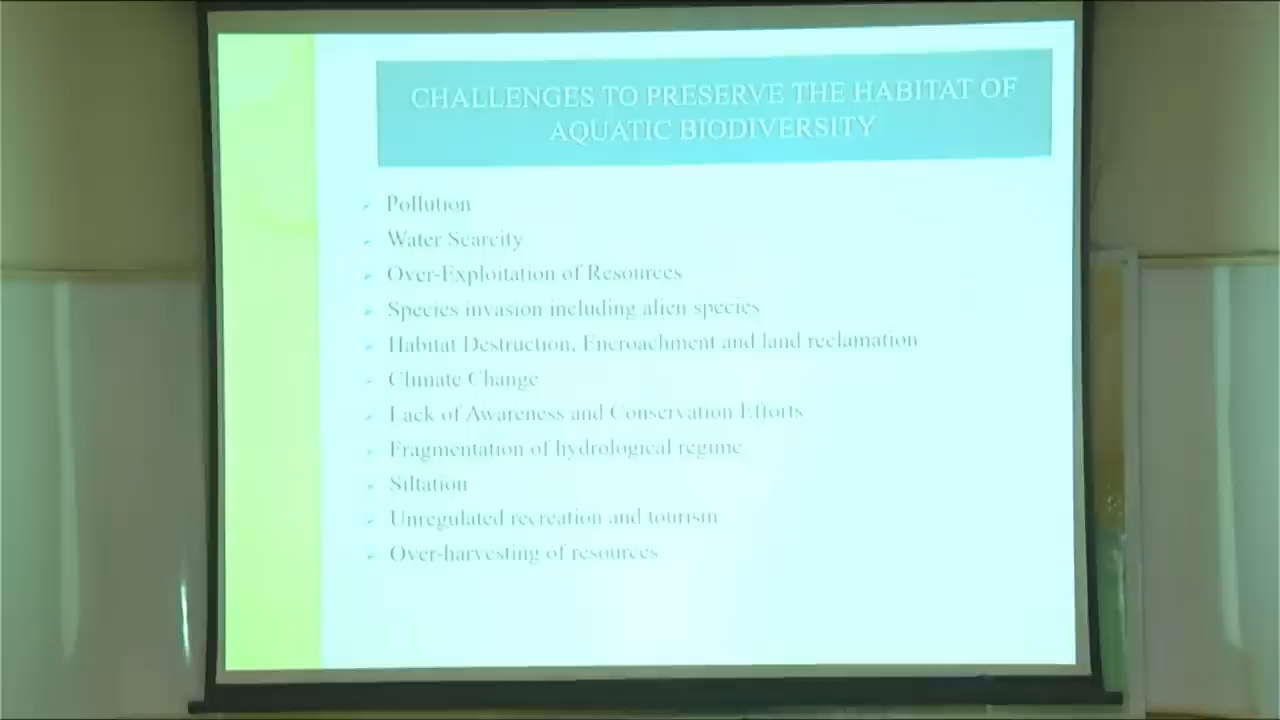 CHALLENGES TO PRESERVE THE HABITAT OF
AQUATIC BIODIVERSITY
Pollution
Water Scarcity
Over-Exploitation of Resources
Species invasion including alien species
Habitat Destruction, Encroachment and land reclamation
Climate Change
Lack of Awareness and Conservation Efforts
Fragmentation of hydrological regime
Siltation
Unregulated recreation and tourism
Over-harvesting of resources